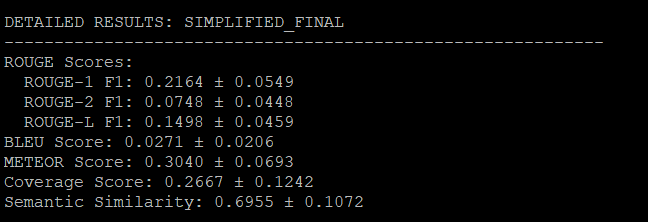 DETAILED RESULTS: SIMPLIFIED_FINAL
------------------------------------------------------------
ROUGE Scores:
  ROUGE-1 F1: 0.2164 ± 0.0549
  ROUGE-2 F1: 0.0748 ± 0.0448
  ROUGE-L F1: 0.1498 ± 0.0459
BLEU Score: 0.0271 ± 0.0206
METEOR Score: 0.3040 ± 0.0693
Coverage Score: 0.2667 ± 0.1242
Semantic Similarity: 0.6955 ± 0.1072